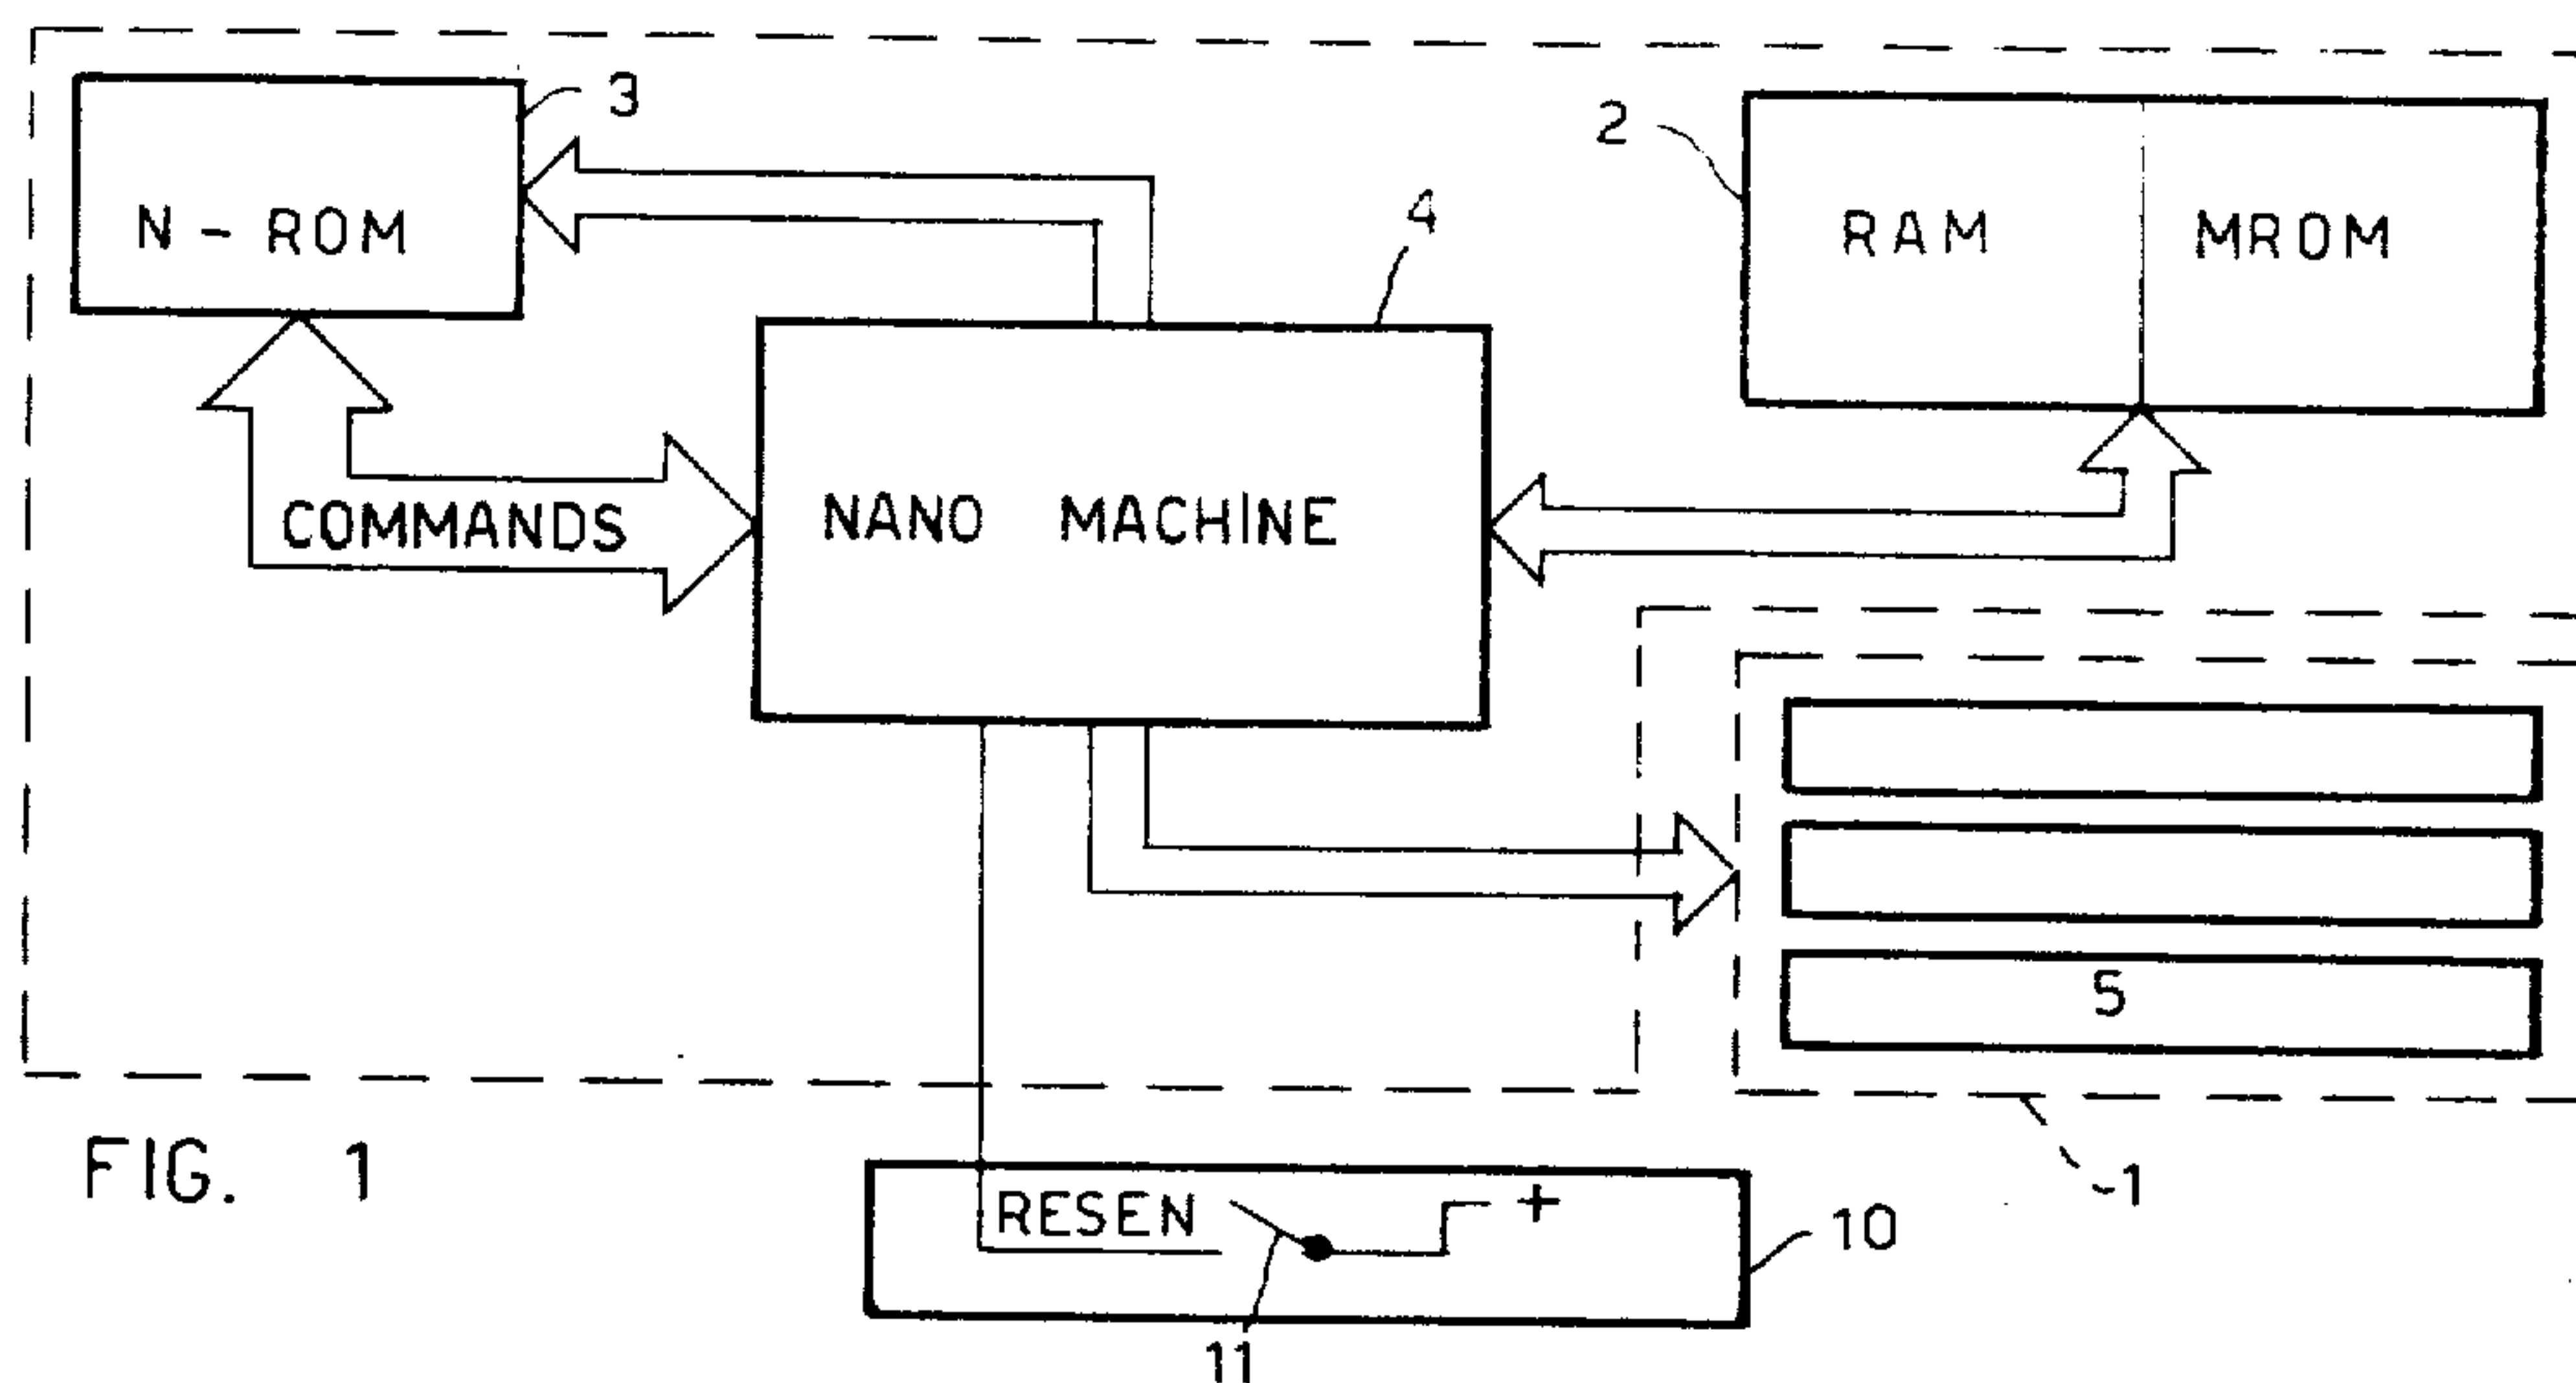 3
N - ROM
2
RAM MROM
4
COMMANDS
NANO MACHINE
5
FIG. 1
1
RESEN +
10
11